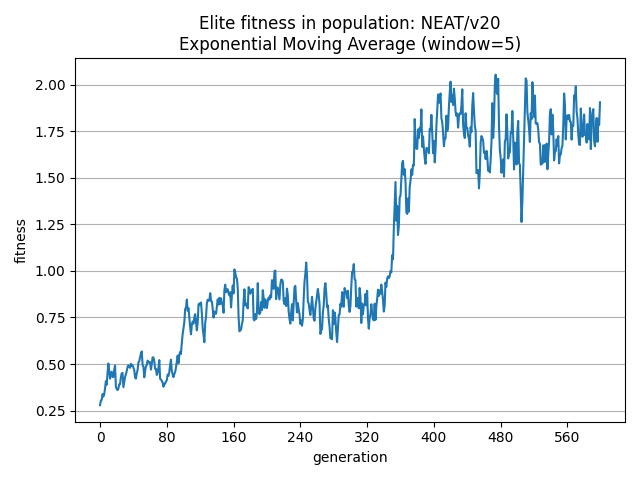 Elite fitness in population: NEAT/v20
Exponential Moving Average (window=5)
2.00
1.75
1.50
1.25
1.00
0.75
0.50
0.25
fitness
0 80 160 240 320 400 480 560
generation